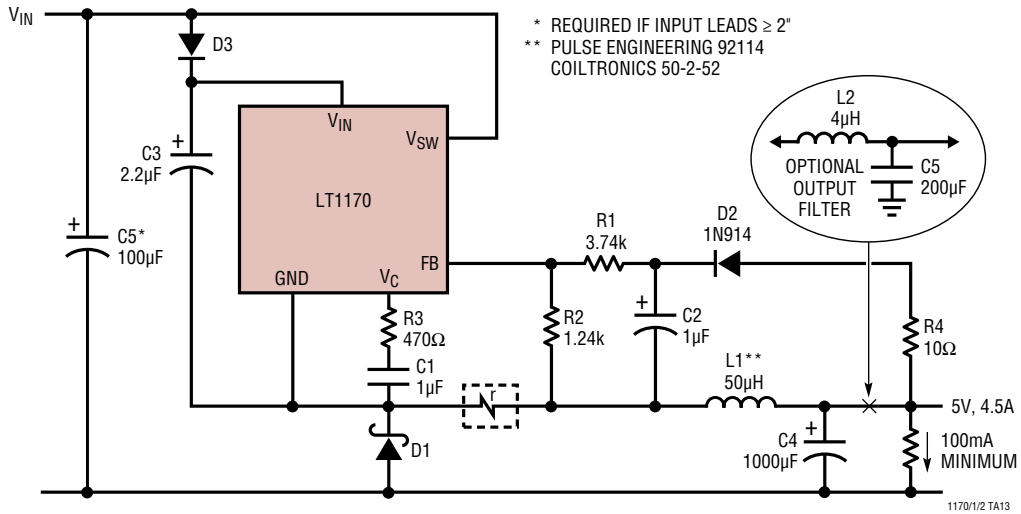 VIN
D3
* REQUIRED IF INPUT LEADS ≥ 2"
** PULSE ENGINEERING 92114
COILTRONICS 50-2-52
VIN
VSW
LT1170
GND
VC
FB
+
C3
2.2µF
+
C5*
100µF
L2
4µH
OPTIONAL
OUTPUT
FILTER
C5
200µF
R1
3.74k
D2
1N914
R2
1.24k
+
C2
1µF
R3
470Ω
C1
1µF
r
L1**
50µH
R4
10Ω
D1
+
C4
1000µF
5V, 4.5A
100mA
MINIMUM
1170/1/2 TA13